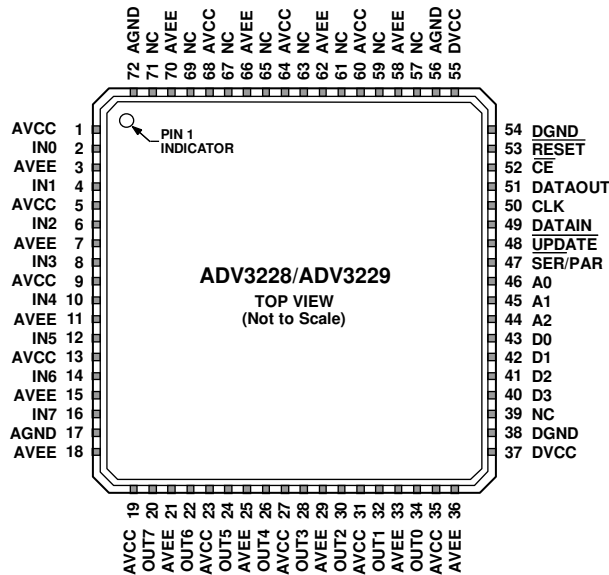 72 AGND
71 NC
70 AVEE
69 NC
68 AVCC
67 NC
66 AVEE
65 NC
64 AVCC
63 NC
62 AVEE
61 NC
60 AVCC
59 NC
58 AVEE
57 NC
56 AGND
55 DVCC
AVCC 1
IN0 2
AVEE 3
IN1 4
AVCC 5
IN2 6
AVEE 7
IN3 8
AVCC 9
IN4 10
AVEE 11
IN5 12
AVCC 13
IN6 14
AVEE 15
IN7 16
AGND 17
AVEE 18
PIN 1
INDICATOR
ADV3228/ADV3229
TOP VIEW
(Not to Scale)
54 DGND
53 RESET
52 CE
51 DATAOUT
50 CLK
49 DATAIN
48 UPDATE
47 SER/PAR
46 A0
45 A1
44 A2
43 D0
42 D1
41 D2
40 D3
39 NC
38 DGND
37 DVCC
AVCC 19
OUT7 20
AVEE 21
OUT6 22
AVCC 23
OUT5 24
AVEE 25
OUT4 26
AVCC 27
OUT3 28
AVEE 29
OUT2 30
AVCC 31
OUT1 32
AVEE 33
OUT0 34
AVCC 35
AVEE 36